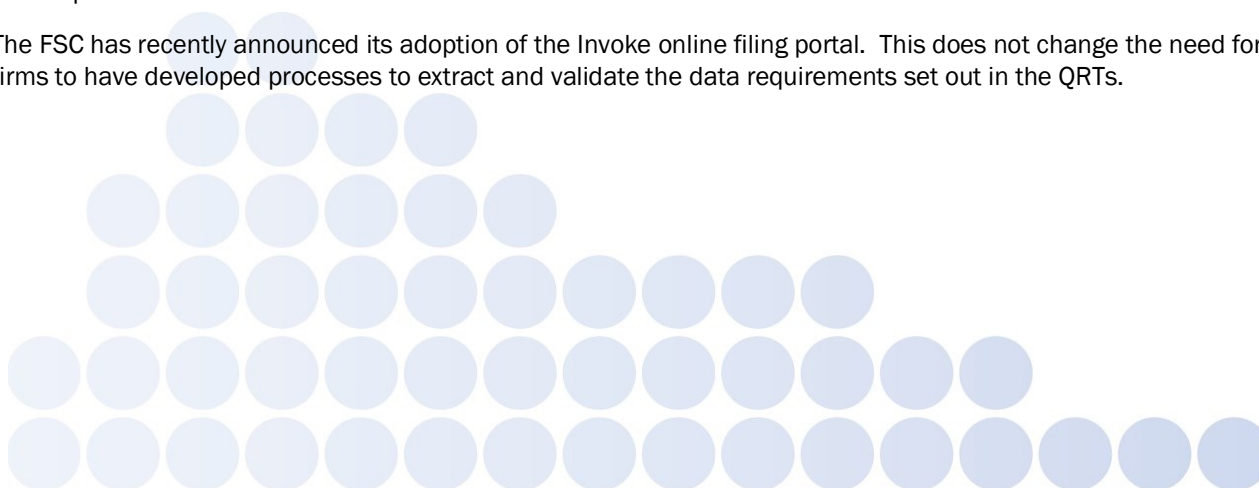 The FSC has recently announced its adoption of the Invoke online filing portal.  This does not change the need for
firms to have developed processes to extract and validate the data requirements set out in the QRTs.